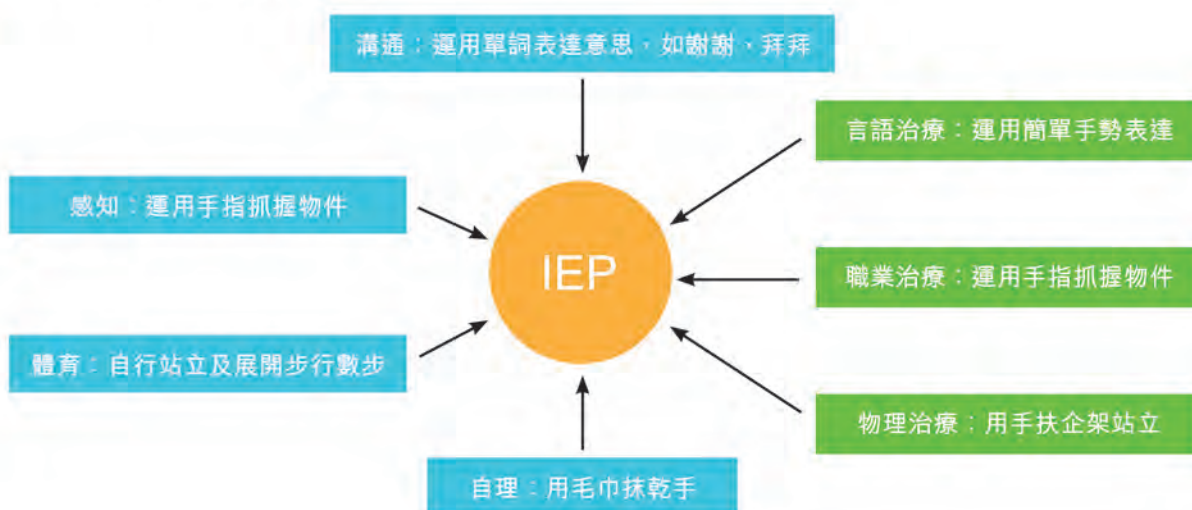 溝通：運用單詞表達意思，如謝謝，拜拜
言語治療：運用簡單手勢表達
感知：運用手指抓握物件
IEP
職業治療：運用手指抓握物件
體育：自行站立及展開步行數步
物理治療：用手扶企架站立
自理：用毛巾抹乾手